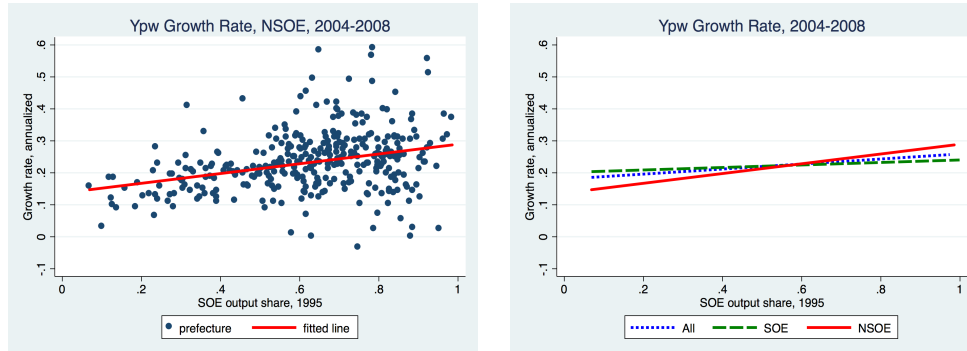 Ypw Growth Rate, NSOE, 2004-2008
Growth rate, annualized
.6
.5
.4
.3
.2
.1
0
-.1
0 .2 .4 .6 .8 1
SOE output share, 1995
prefecture fitted line
Ypw Growth Rate, 2004-2008
Growth rate, annualized
.6
.5
.4
.3
.2
.1
0
-.1
0 .2 .4 .6 .8 1
SOE output share, 1995
All SOE NSOE